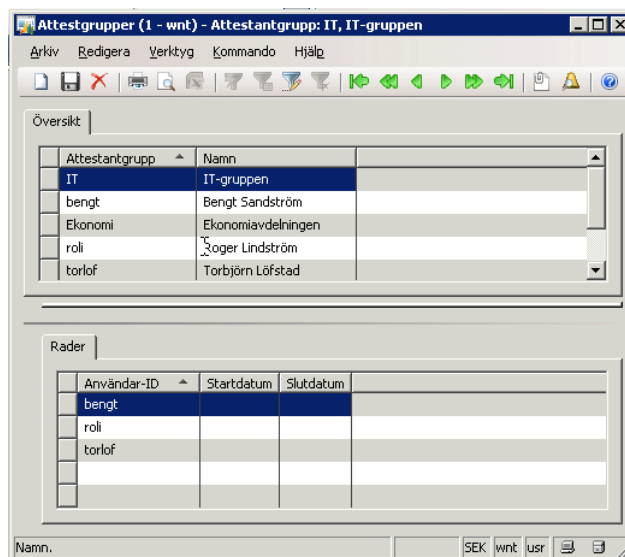 Attestgrupper (1 - wnt) - Attestantgrupp: IT, IT-gruppen
Arkiv Redigera Verktyg Kommando Hjälp
Översikt
Attestantgrupp Namn
IT IT-gruppen
bengt Bengt Sandström
Ekonomi Ekonomiavdelningen
roli Roger Lindström
torlof Torbjörn Löfstad
Rader
Användar-ID Startdatum Slutdatum
bengt
roli
torlof
Namn. SEK wnt usr